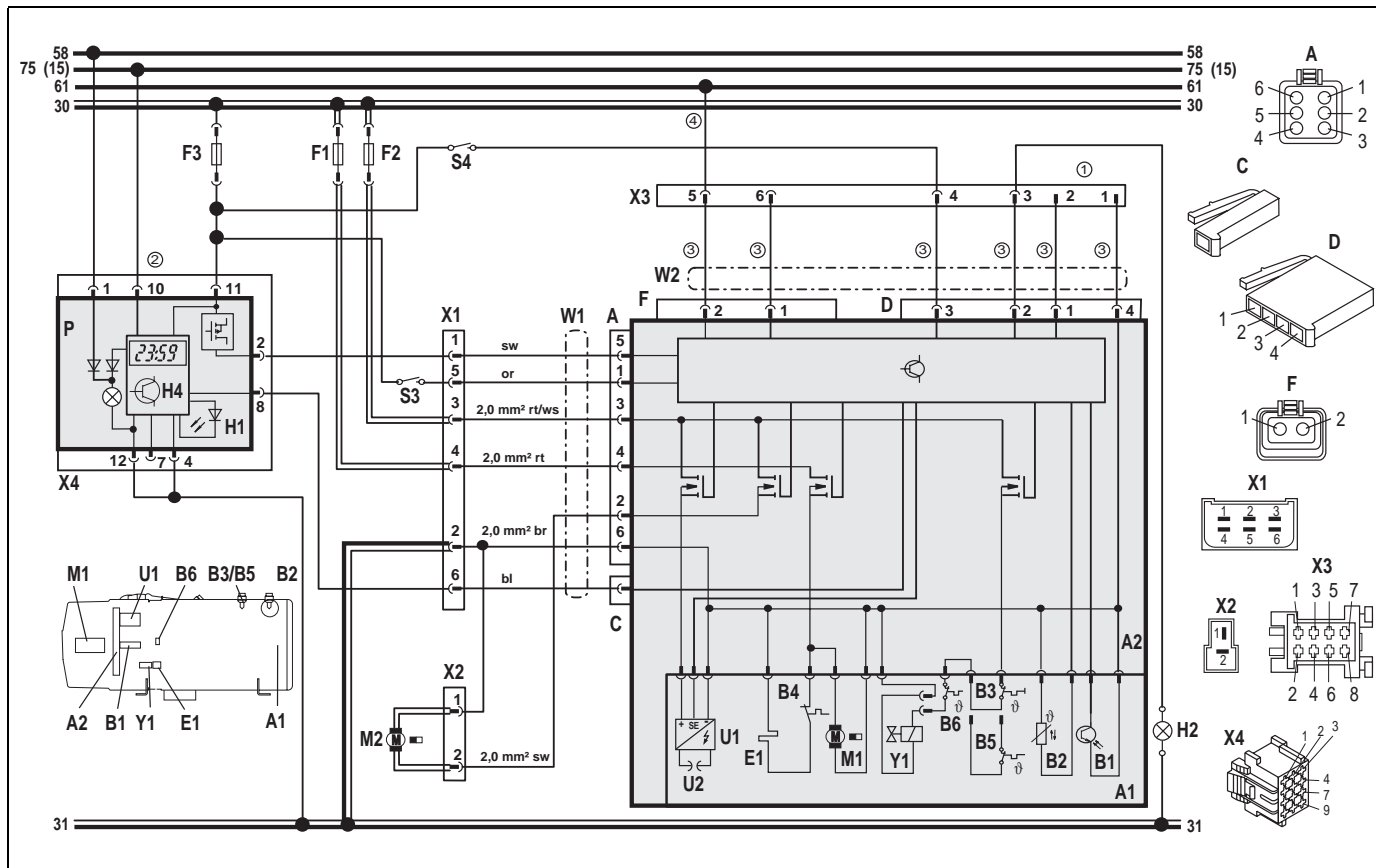 58 58
75 (15) 75 (15)
61 61
30 30
A
6 1
5 2
4 3
④
F3 F1 F2 S4
①
C
X3 5 6 4 3 2 1
D
② ③ ③ ③ ③ ③ ③
W2
1 10 11
X1 W1 A F 2 1 D 3 2 1 4
1
2
3
4
P 2 1 sw 5
23:59
5 or 1
S3
H4
8 3 2,0 mm² rt/ws 3
H1
F
1 2
12 7 4
X4
4 2,0 mm² rt 4
2
X1
1 2 3
4 5 6
2 2,0 mm² br 6
M1 U1 B6 B3/B5 B2
6 bl
C
X3
1 3 5 7
X2
1
2
2 4 6 8
A2
X2
1
B4 B3
+ SE -
ϑ ϑ ϑ
B6
A2 B1 Y1 E1 A1
M2 M
U1 E1 M M1 Y1 B5 B2 B1
ϑ
H2
2 2,0 mm² sw
U2
A1
X4
1 2 3
4
7
9
31 31